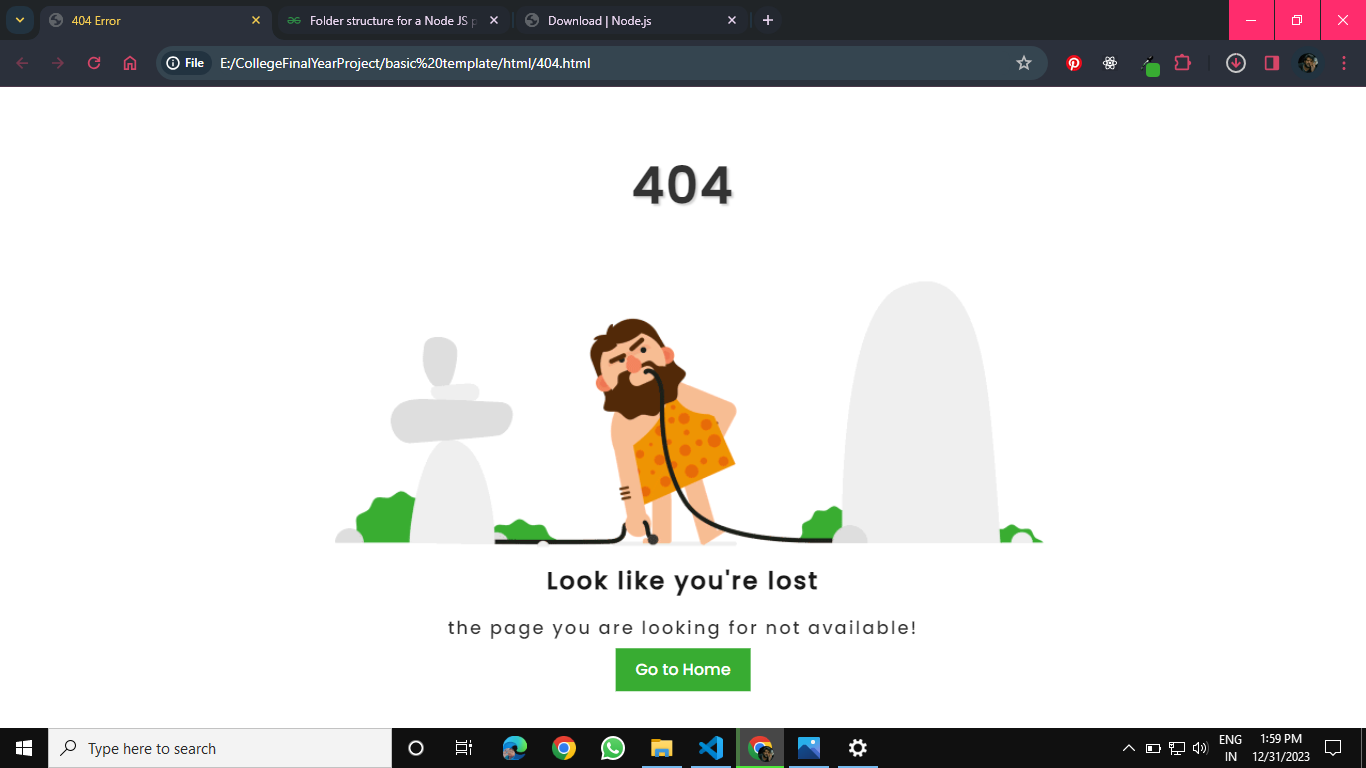 404 Error
Folder structure for a Node JS p
Download | Node.js
File
E:/CollegeFinalYearProject/basic%20template/html/404.html
404
Look like you're lost
the page you are looking for not available!
Go to Home
Type here to search
ENG
IN
1:59 PM
12/31/2023